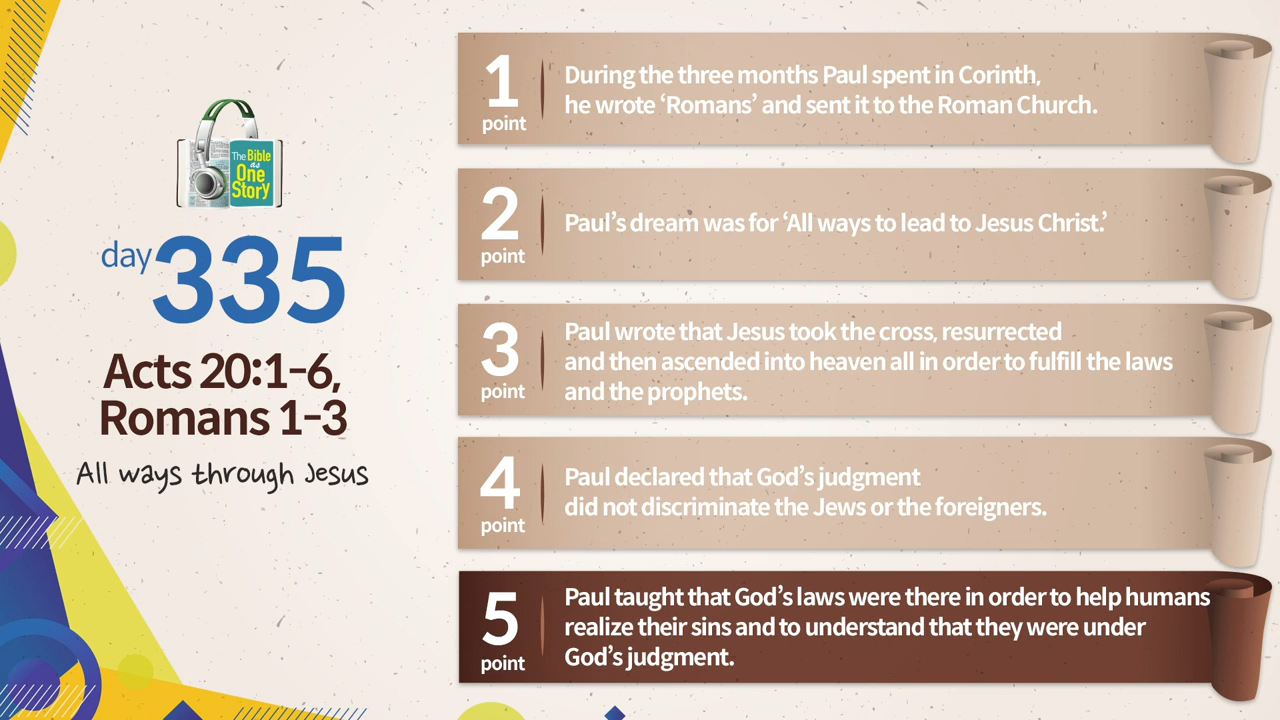 The Bible
as
One
Story
day 335
Acts 20:1-6,
Romans 1-3
All ways through Jesus
1
point
During the three months Paul spent in Corinth,
he wrote ‘Romans’ and sent it to the Roman Church.
2
point
Paul’s dream was for ‘All ways to lead to Jesus Christ.’
3
point
Paul wrote that Jesus took the cross, resurrected
and then ascended into heaven all in order to fulfill the laws
and the prophets.
4
point
Paul declared that God’s judgment
did not discriminate the Jews or the foreigners.
5
point
Paul taught that God’s laws were there in order to help humans
realize their sins and to understand that they were under
God’s judgment.